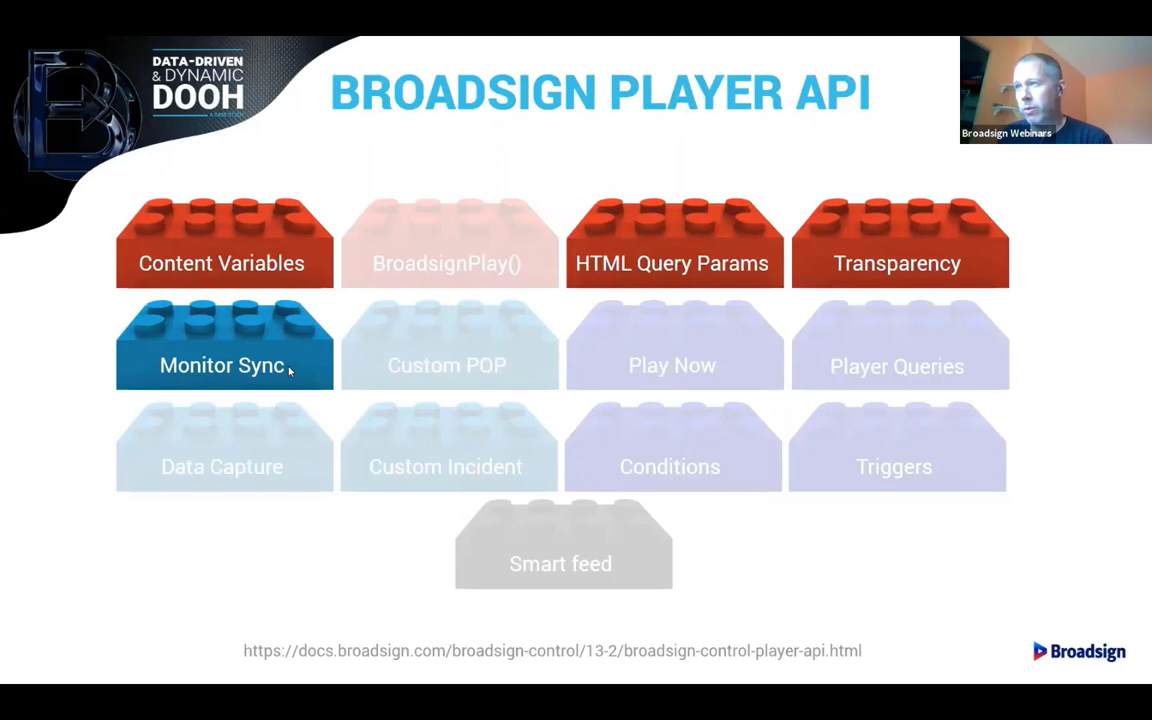 DATA-DRIVEN
& DYNAMIC
DOOH
BROADSIGN PLAYER API
Broadsign Webinars
Content Variables
BroadsignPlay()
HTML Query Params
Transparency
Monitor Sync
Custom POP
Play Now
Player Queries
Data Capture
Custom Incident
Conditions
Triggers
Smart feed
https://docs.broadsign.com/broadsign-control/13-2/broadsign-control-player-api.html
Broadsign